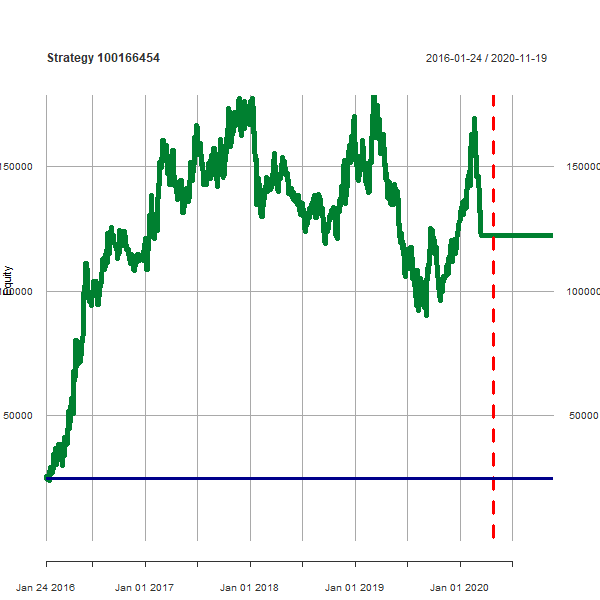 Strategy 100166454 2016-01-24 / 2020-11-19
150000 150000
equity
100000 100000
50000 50000
Jan 24 2016 Jan 01 2017 Jan 01 2018 Jan 01 2019 Jan 01 2020